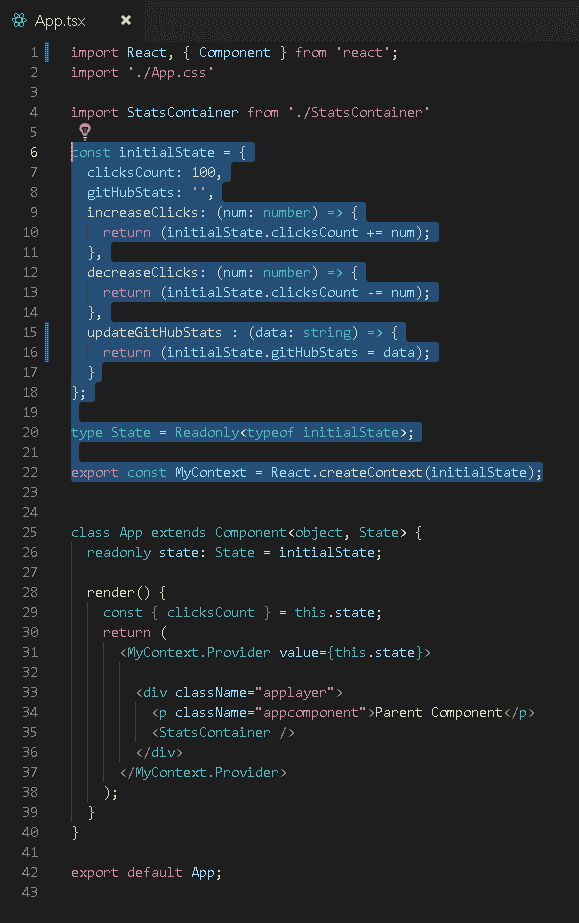 App.tsx ×
1 import React, { Component } from 'react';
2 import './App.css'
3
4 import StatsContainer from './StatsContainer'
5
6 const initialState = {
7 clicksCount: 100,
8 gitHubStats: '',
9 increaseClicks: (num: number) => {
10 return (initialState.clicksCount += num);
11 },
12 decreaseClicks: (num: number) => {
13 return (initialState.clicksCount -= num);
14 },
15 updateGitHubStats : (data: string) => {
16 return (initialState.gitHubStats = data);
17 }
18 };
19
20 type State = Readonly<typeof initialState>;
21
22 export const MyContext = React.createContext(initialState);
23
24
25 class App extends Component<object, State> {
26 readonly state: State = initialState;
27
28 render() {
29 const { clicksCount } = this.state;
30 return (
31 <MyContext.Provider value={this.state}>
32
33 <div className="applayer">
34 <p className="appcomponent">Parent Component</p>
35 <StatsContainer />
36 </div>
37 </MyContext.Provider>
38 );
39 }
40 }
41
42 export default App;
43